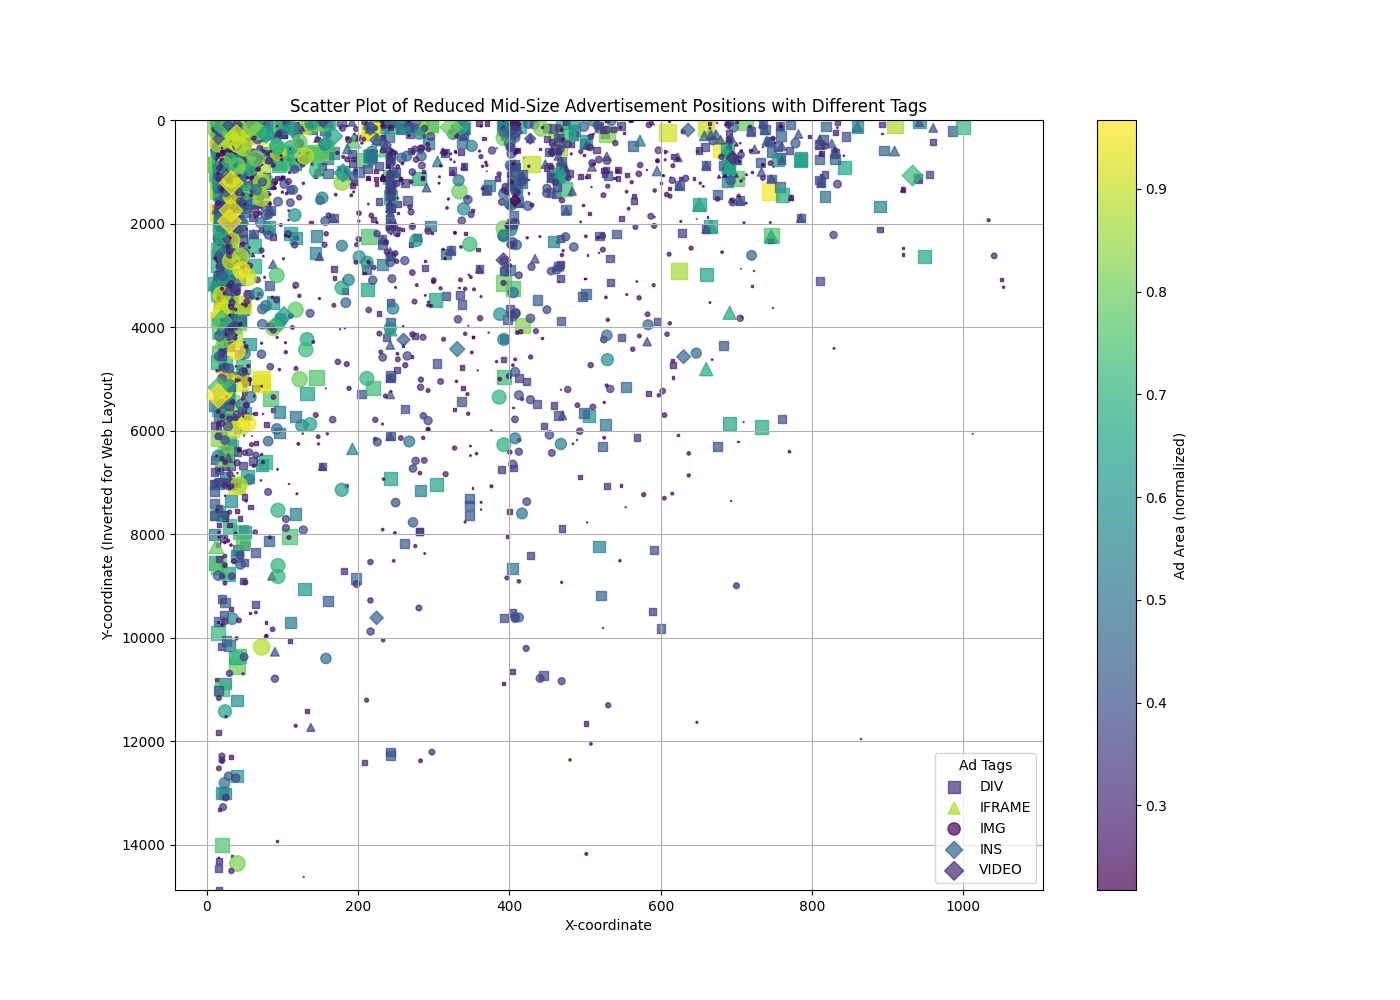 Scatter Plot of Reduced Mid-Size Advertisement Positions with Different Tags
0
2000
4000
6000
8000
10000
12000
14000
Y-coordinate (Inverted for Web Layout)
0
200
400
600
800
1000
X-coordinate
Ad Tags
DIV
IFRAME
IMG
INS
VIDEO
0.9
0.8
0.7
0.6
0.5
0.4
0.3
Ad Area (normalized)